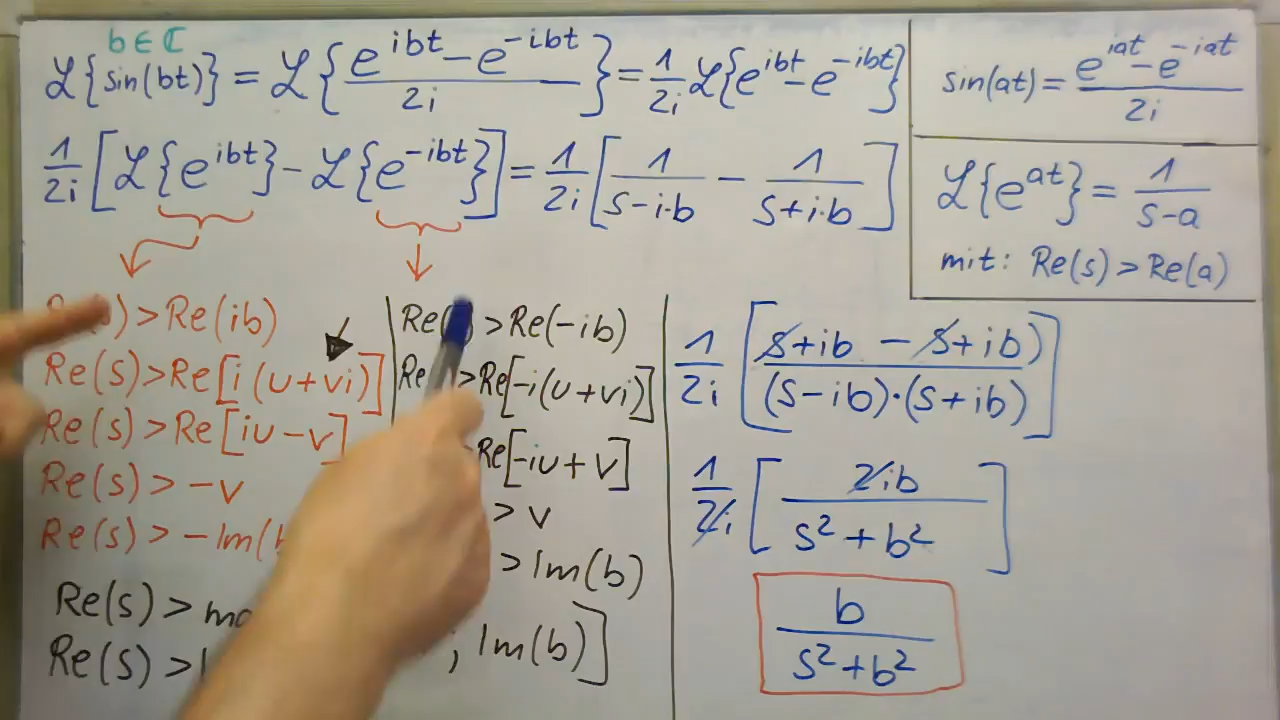 b ∈ ℂ
ℒ{sin(bt)} = ℒ{(e^{ibt} - e^{-ibt})/2i} = 1/2i ℒ{e^{ibt} - e^{-ibt}}
1/2i [ℒ{e^{ibt}} - ℒ{e^{-ibt}}] = 1/2i [1/(s-i·b) - 1/(s+i·b)]
sin(at) = (e^{iat} - e^{-iat})/2i
ℒ{e^{at}} = 1/(s-a)
mit: Re(s) > Re(a)
> Re(ib)
Re(s) > Re[i(u+vi)]
Re(s) > Re[iu - v]
Re(s) > -v
Re(s) > -Im(
Re(s) >
Re(s) >
> Re(-ib)
> Re[-i(u+vi)]
Re[-iu + v]
> v
> Im(b)
; Im(b)]
1/2i [(s+ib - s+ib)/((s-ib)·(s+ib))]
1/2i [2ib/(s²+b²)]
b/(s²+b²)